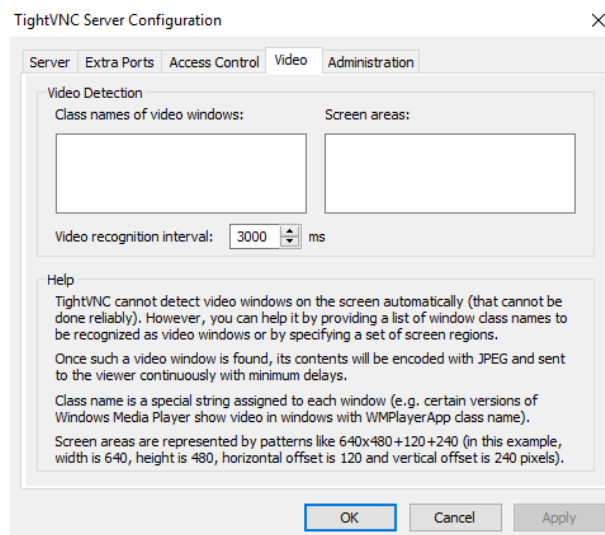 TightVNC Server Configuration
Server Extra Ports Access Control Video Administration
Video Detection
Class names of video windows: Screen areas:
Video recognition interval: 3000 ms
Help
TightVNC cannot detect video windows on the screen automatically (that cannot be
done reliably). However, you can help it by providing a list of window class names to
be recognized as video windows or by specifying a set of screen regions.
Once such a video window is found, its contents will be encoded with JPEG and sent
to the viewer continuously with minimum delays.
Class name is a special string assigned to each window (e.g. certain versions of
Windows Media Player show video in windows with WMPlayerApp class name).
Screen areas are represented by patterns like 640x480+120+240 (in this example,
width is 640, height is 480, horizontal offset is 120 and vertical offset is 240 pixels).
OK Cancel Apply